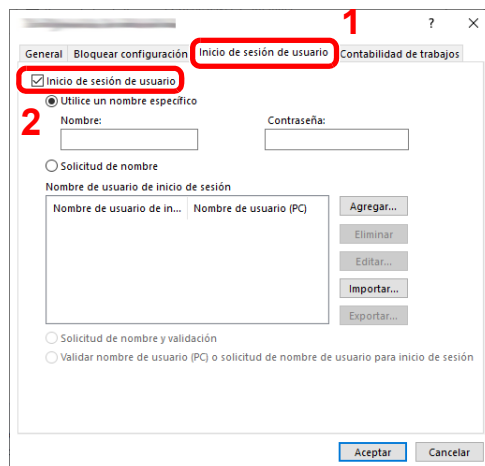 1
?
General Bloquear configuración Inicio de sesión de usuario Contabilidad de trabajos
Inicio de sesión de usuario
Utilice un nombre específico
2
Nombre: Contraseña:
Solicitud de nombre
Nombre de usuario de inicio de sesión
Nombre de usuario de in... Nombre de usuario (PC)
Agregar...
Eliminar
Editar...
Importar...
Exportar...
Solicitud de nombre y validación
Validar nombre de usuario (PC) o solicitud de nombre de usuario para inicio de sesión
Aceptar Cancelar